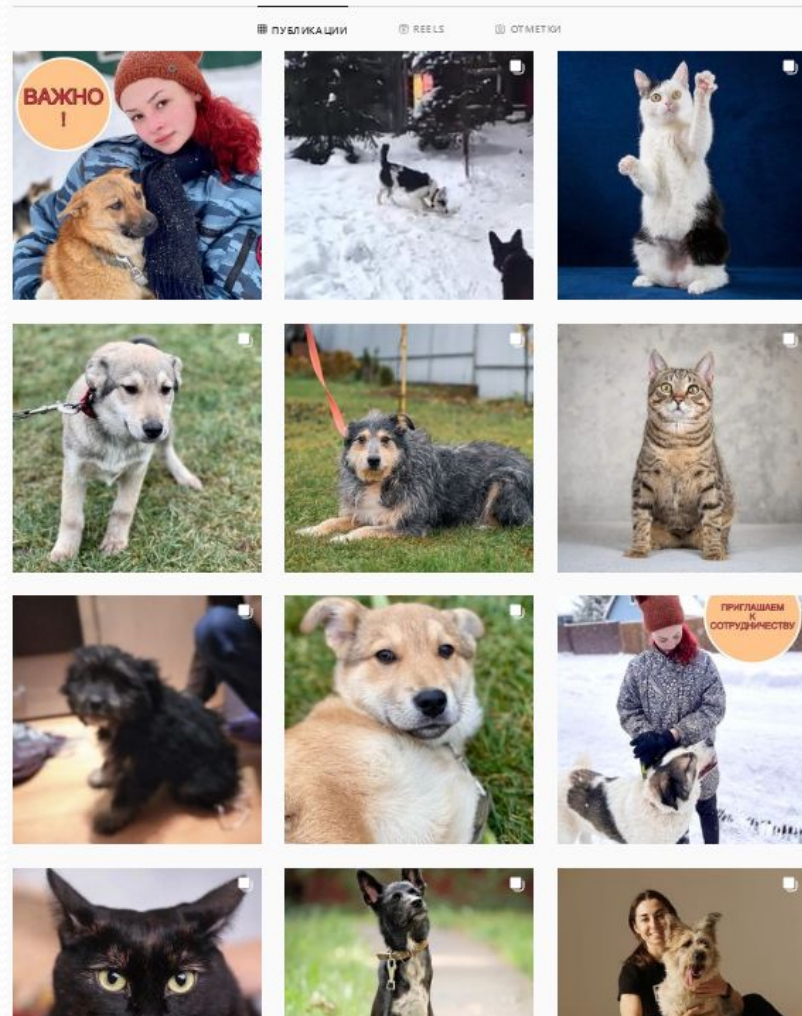 ПУБЛИКАЦИИ
REELS
ОТМЕТКИ
ВАЖНО
!
ПРИГЛАШАЕМ
К
СОТРУДНИЧЕСТВУ